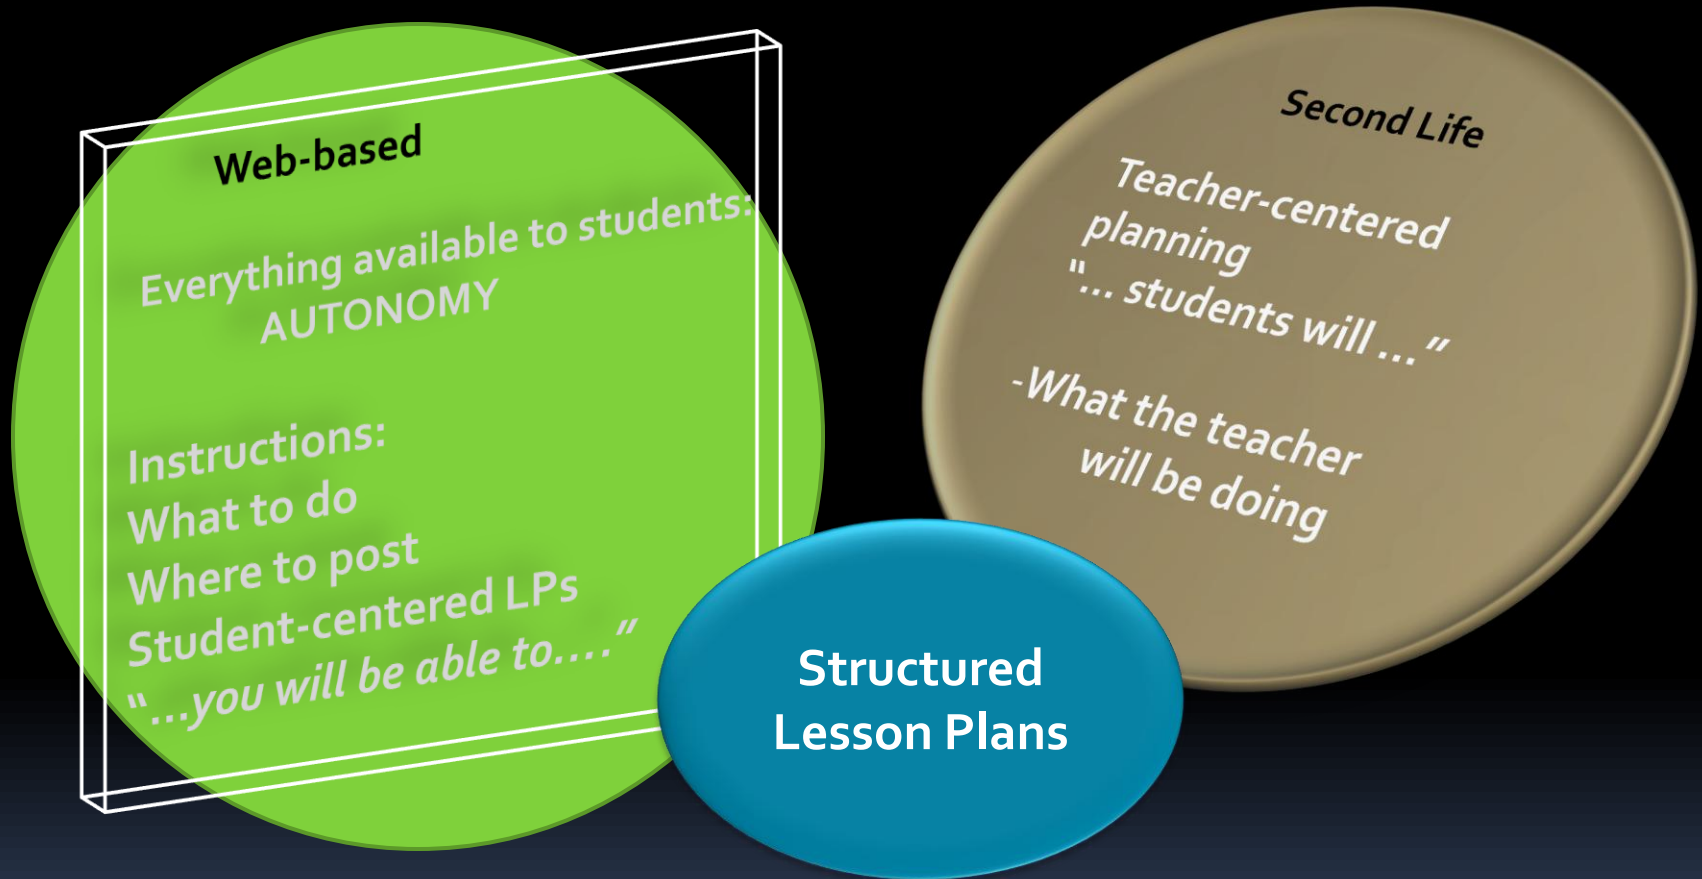 Web-based
Everything available to students:
AUTONOMY
Instructions:
What to do
Where to post
Student-centered LPs
“...you will be able to....”
Second Life
Teacher-centered
planning
“... students will ...”
-What the teacher
will be doing
Structured
Lesson Plans